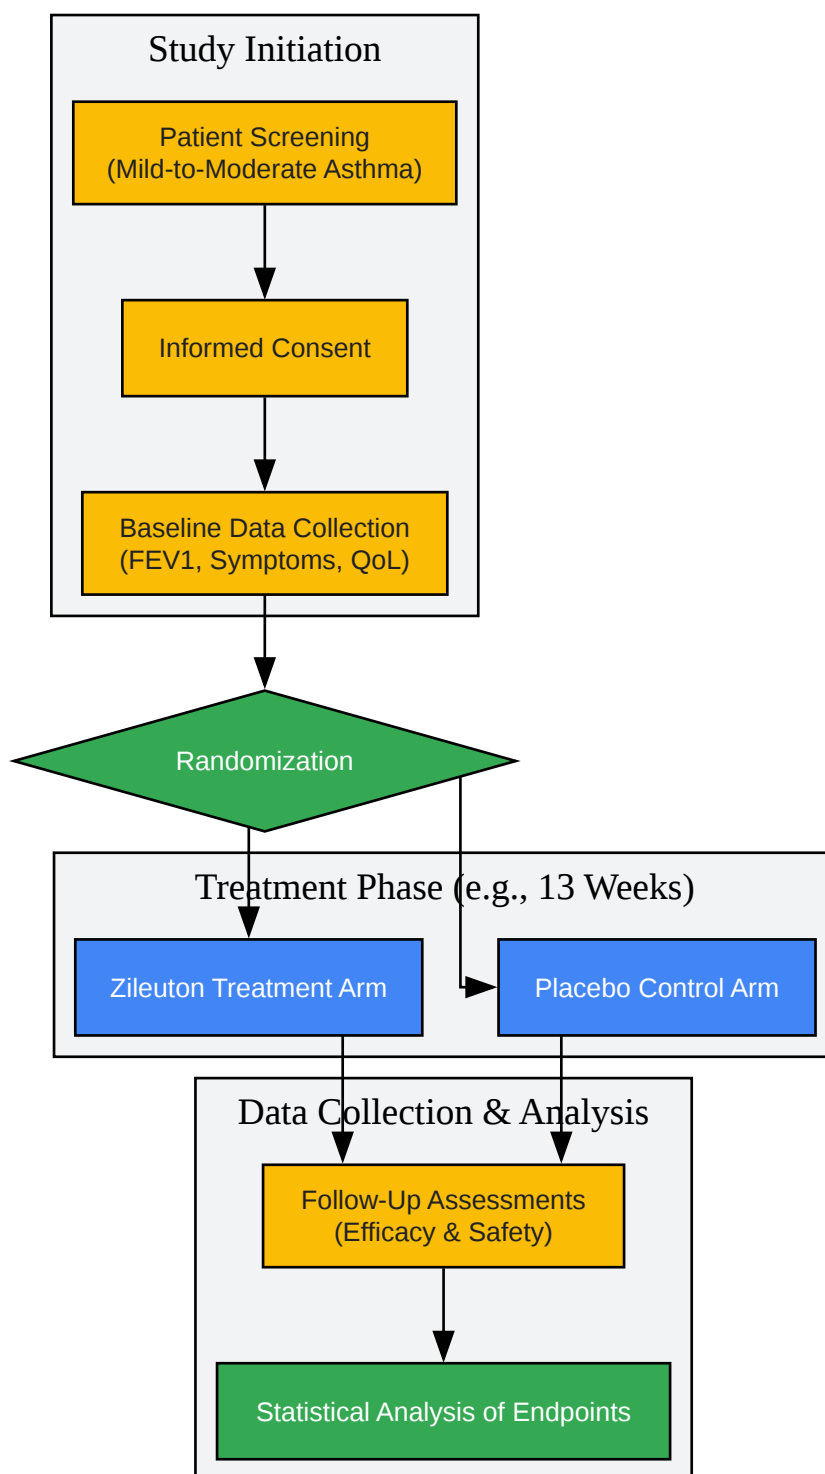 Study Initiation
Patient Screening
(Mild-to-Moderate Asthma)
Informed Consent
Baseline Data Collection
(FEV1, Symptoms, QoL)
Randomization
Treatment Phase (e.g., 13 Weeks)
Zileuton Treatment Arm
Placebo Control Arm
Data Collection & Analysis
Follow-Up Assessments
(Efficacy & Safety)
Statistical Analysis of Endpoints